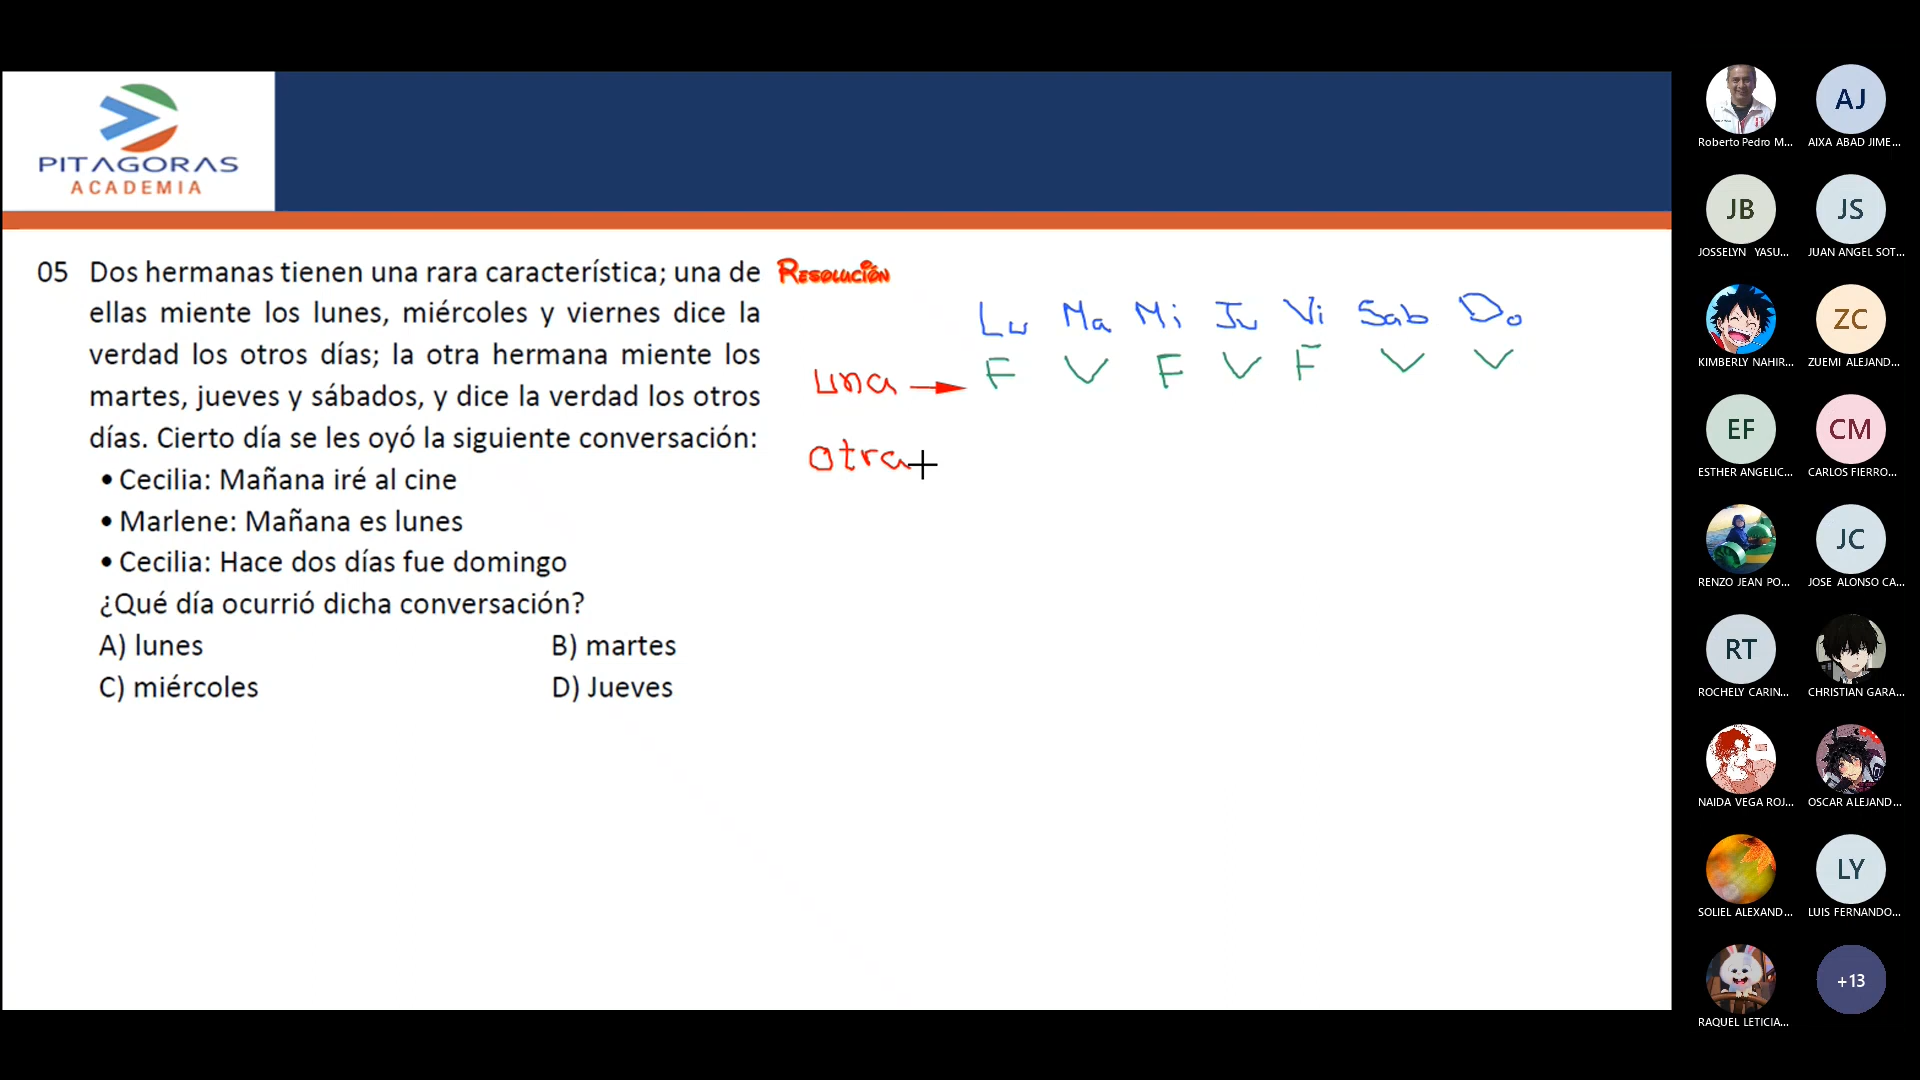 PITAGORAS
ACADEMIA
05 Dos hermanas tienen una rara característica; una de
ellas miente los lunes, miércoles y viernes dice la
verdad los otros días; la otra hermana miente los
martes, jueves y sábados, y dice la verdad los otros
días. Cierto día se les oyó la siguiente conversación:
• Cecilia: Mañana iré al cine
• Marlene: Mañana es lunes
• Cecilia: Hace dos días fue domingo
¿Qué día ocurrió dicha conversación?
A) lunes B) martes
C) miércoles D) Jueves
RESOLUCIÓN
Lu Ma Mi Ju Vi Sab Do
una F V F V F V V
otra
Roberto Pedro M... AJ AIXA ABAD JIME...
JB JOSSELYN YASU... JS JUAN ANGEL SOT...
KIMBERLY NAHIR... ZC ZUEMI ALEJAND...
EF ESTHER ANGELIC... CM CARLOS FIERRO...
RENZO JEAN PO... JC JOSE ALONSO CA...
RT ROCHELY CARIN... CHRISTIAN GARA...
NAIDA VEGA ROJ... OSCAR ALEJAND...
SOLIEL ALEXAND... LY LUIS FERNANDO...
RAQUEL LETICIA... +13